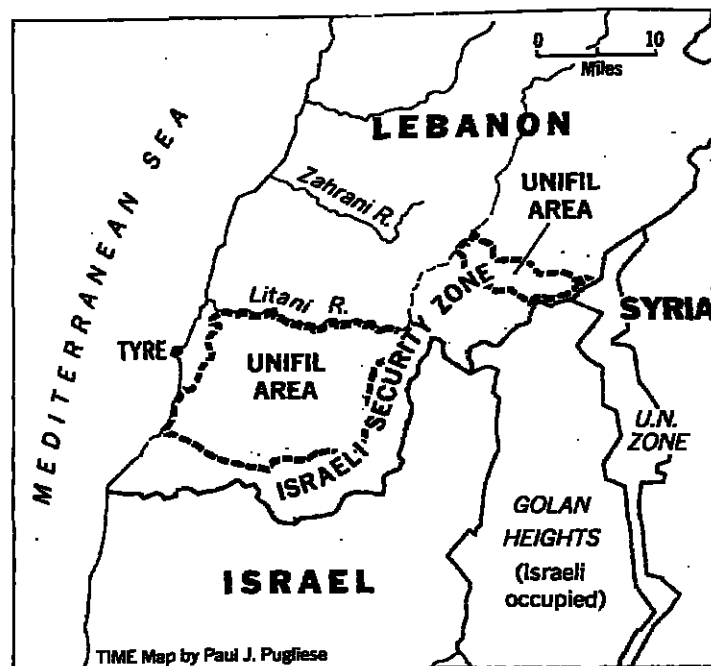 0 10
Miles
LEBANON
MEDITERRANEAN SEA
Zahrani R.
UNIFIL
AREA
Litani R.
SYRIA
TYRE
UNIFIL
AREA
ISRAELI SECURITY ZONE
U.N.
ZONE
GOLAN
HEIGHTS
(Israeli
occupied)
ISRAEL
TIME Map by Paul J. Pugliese